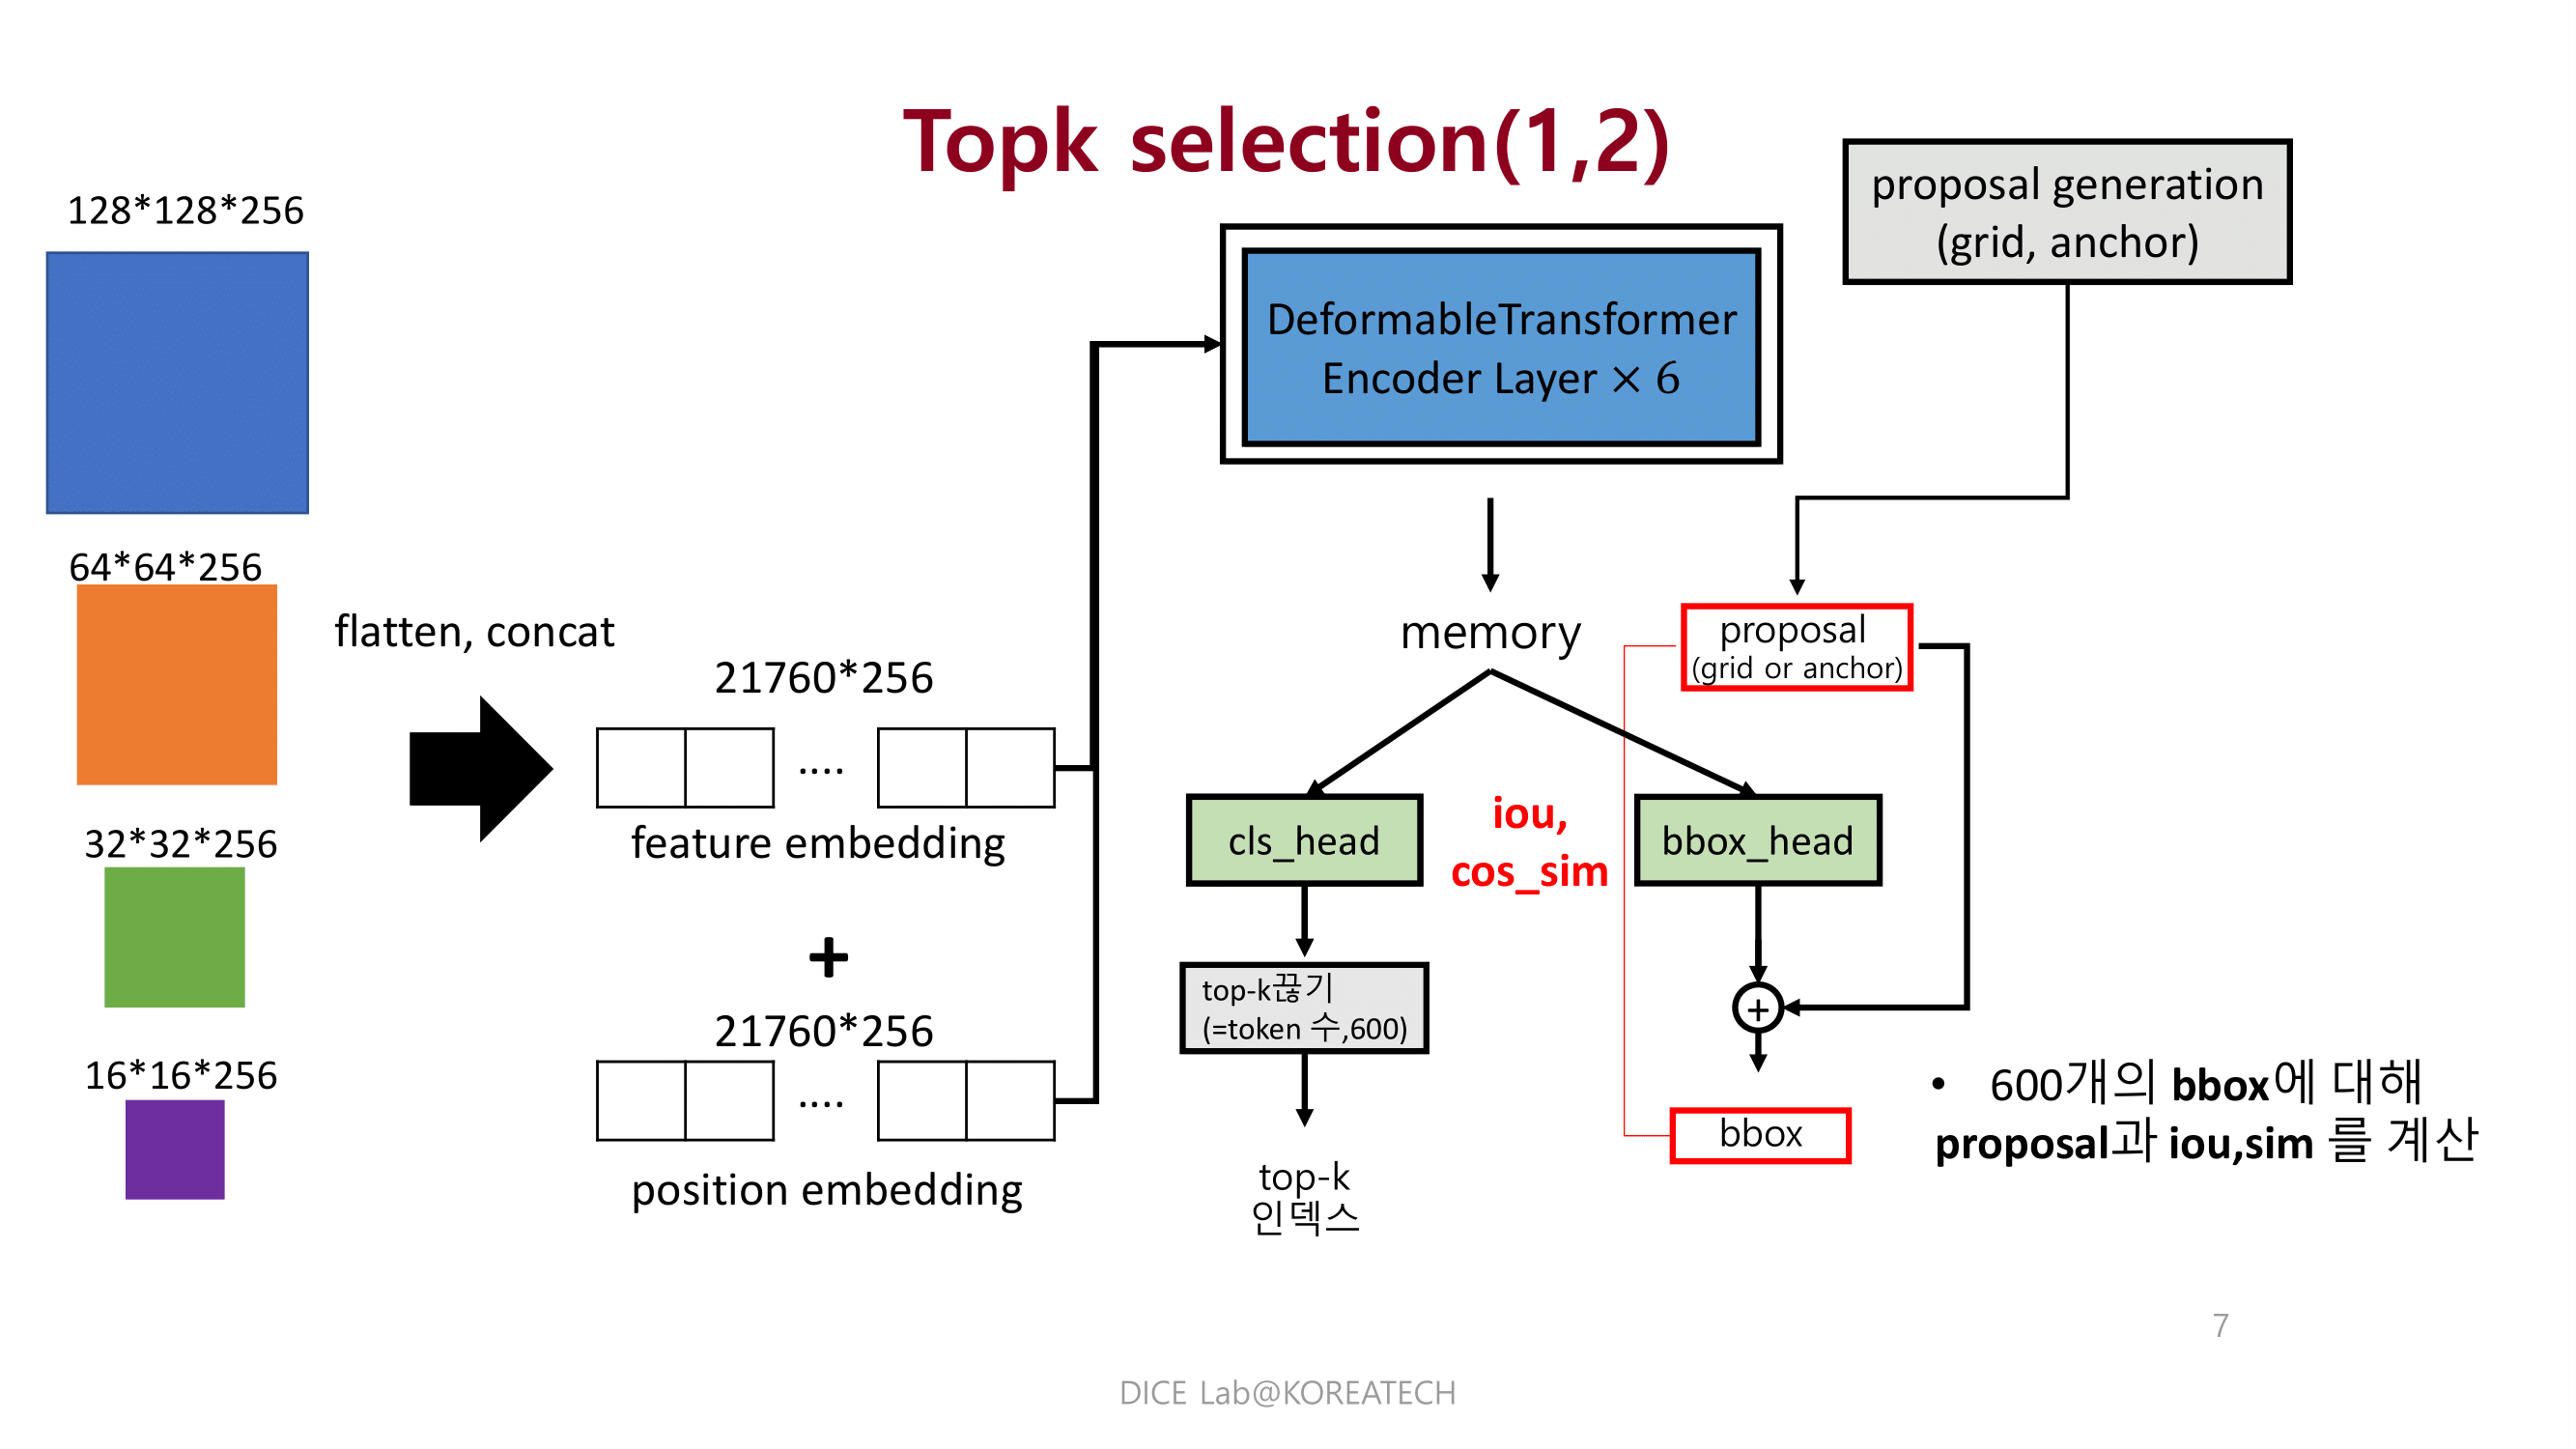 Topk selection(1,2)
128*128*256
64*64*256
32*32*256
16*16*256
flatten, concat
21760*256
....
feature embedding
+
21760*256
....
position embedding
DeformableTransformer
Encoder Layer × 6
proposal generation
(grid, anchor)
memory
proposal
(grid or anchor)
cls_head
iou,
cos_sim
bbox_head
top-k끊기
(=token 수,600)
+
top-k
인덱스
bbox
• 600개의 bbox에 대해
proposal과 iou,sim 를 계산
7
DICE Lab@KOREATECH